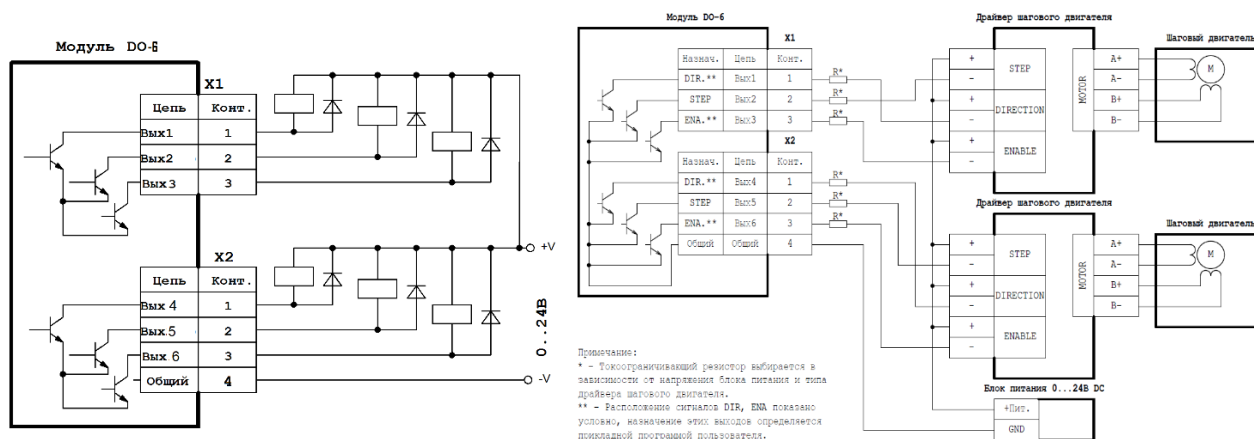 Модуль DO-6
X1
Цепь Конт.
Вых1 1
Вых2 2
Вых3 3
X2
Цепь Конт.
Вых 4 1
Вых.5 2
Вых.6 3
Общий 4
+V
0..24В
-V
Модуль DO-6
X1
Назнач. Цепь Конт.
DIR.** Вых1 1
STEP Вых2 2
ENA.** Вых3 3
X2
Назнач. Цепь Конт.
DIR.** Вых4 1
STEP Вых5 2
ENA.** Вых6 3
Общий Общий 4
R*
R*
R*
R*
R*
R*
Драйвер шагового двигателя
+
-
STEP
+
-
DIRECTION
+
-
ENABLE
MOTOR
A+
A-
B+
B-
Шаговый двигатель
M
Драйвер шагового двигателя
+
-
STEP
+
-
DIRECTION
+
-
ENABLE
MOTOR
A+
A-
B+
B-
Шаговый двигатель
M
Блок питания 0...24В DC
+Пит.
GND
Примечание:
* - Токоограничивающий резистор выбирается в
зависимости от напряжения блока питания и типа
драйвера шагового двигателя.
** - Расположение сигналов DIR, ENA показано
условно, назначение этих выходов определяется
прикладной программой пользователя.